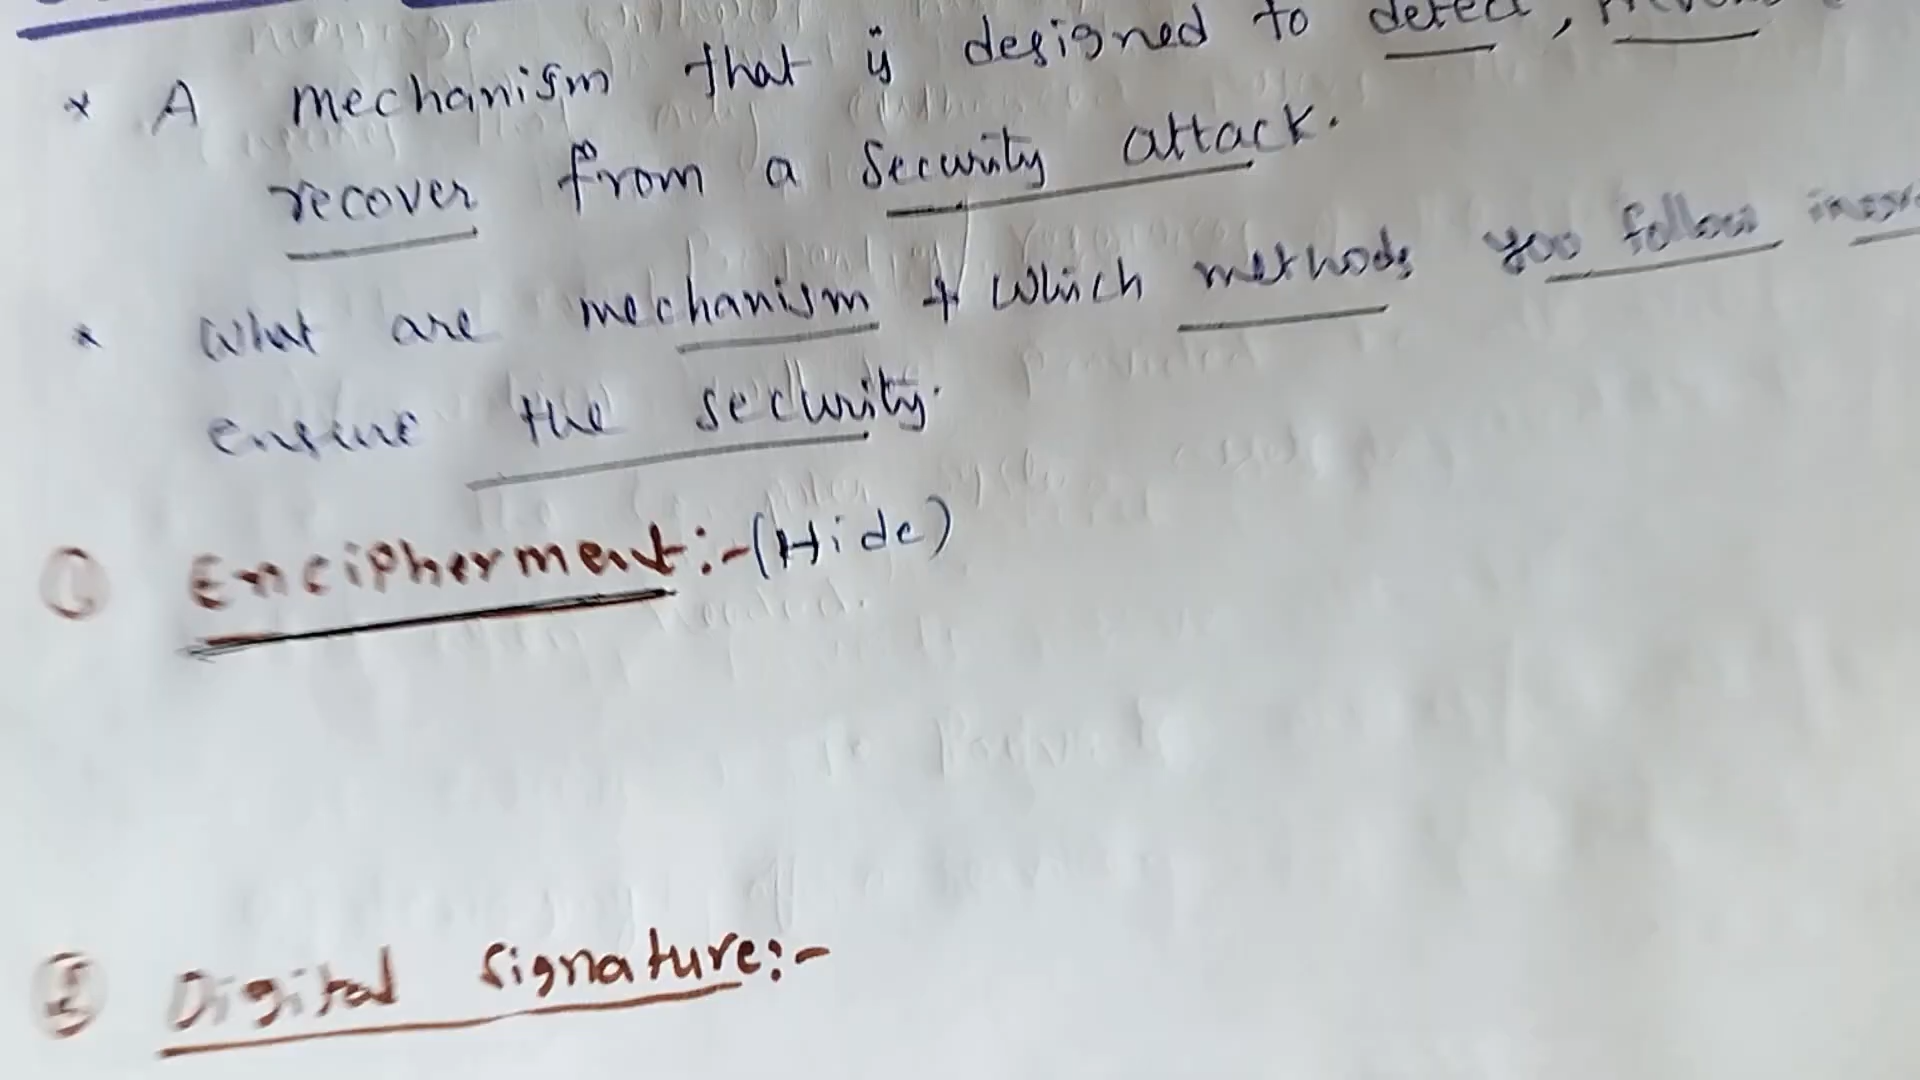 * A mechanism that is designed to detect,
recover from a security attack.
* What are mechanism & which methods you follow
ensure the security.
① Encipherment:-(Hide)
② Digital signature:-